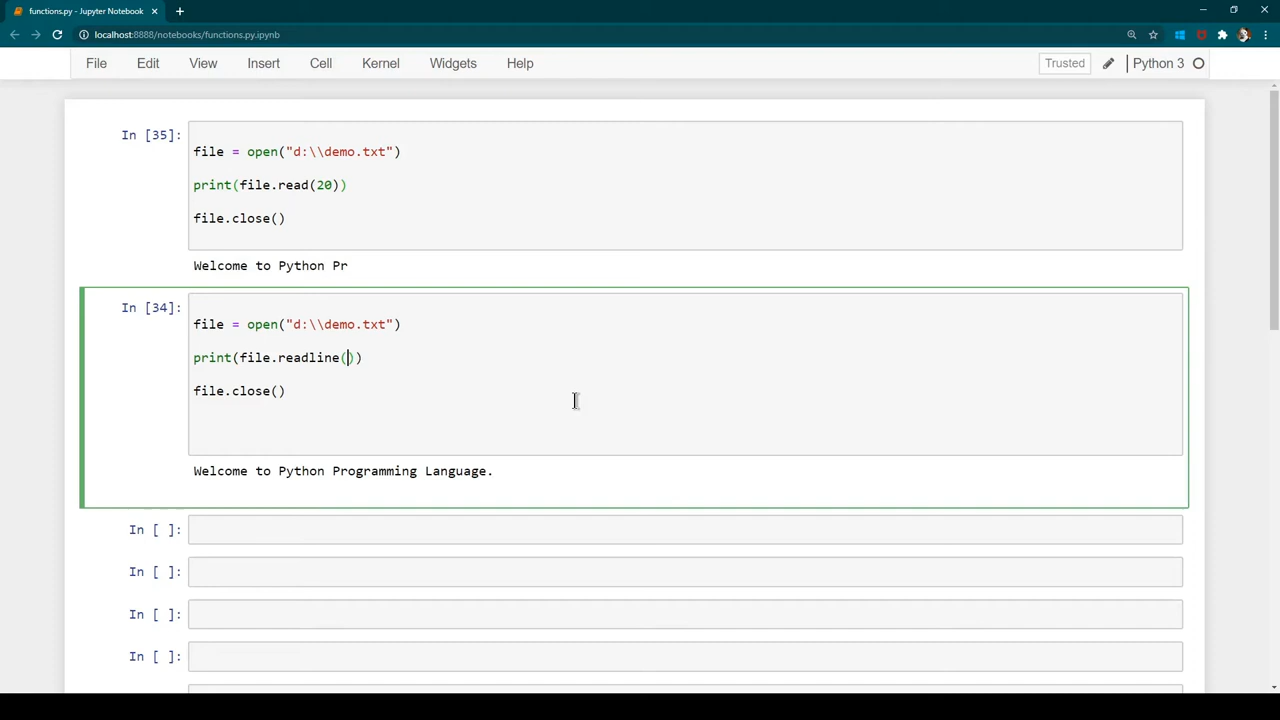 functions.py - Jupyter Notebook
localhost:8888/notebooks/functions.py.ipynb
File Edit View Insert Cell Kernel Widgets Help Trusted Python 3
In [35]:
file = open("d:\\demo.txt")
print(file.read(20))
file.close()
Welcome to Python Pr
In [34]:
file = open("d:\\demo.txt")
print(file.readline())
file.close()
Welcome to Python Programming Language.
In [ ]:
In [ ]:
In [ ]:
In [ ]: